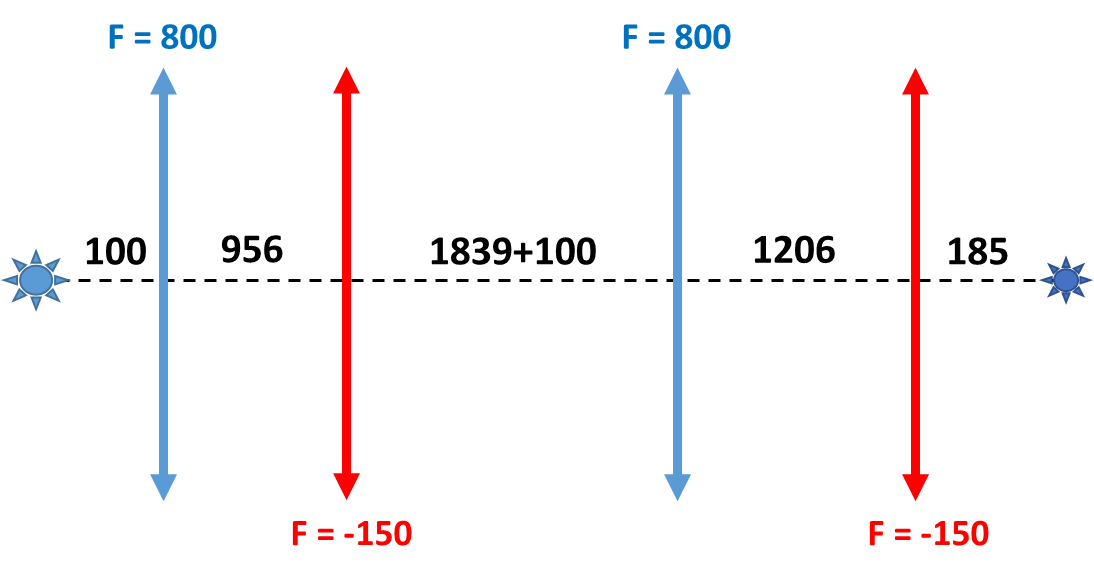 F = 800
F = 800
100
956
1839+100
1206
185
F = -150
F = -150